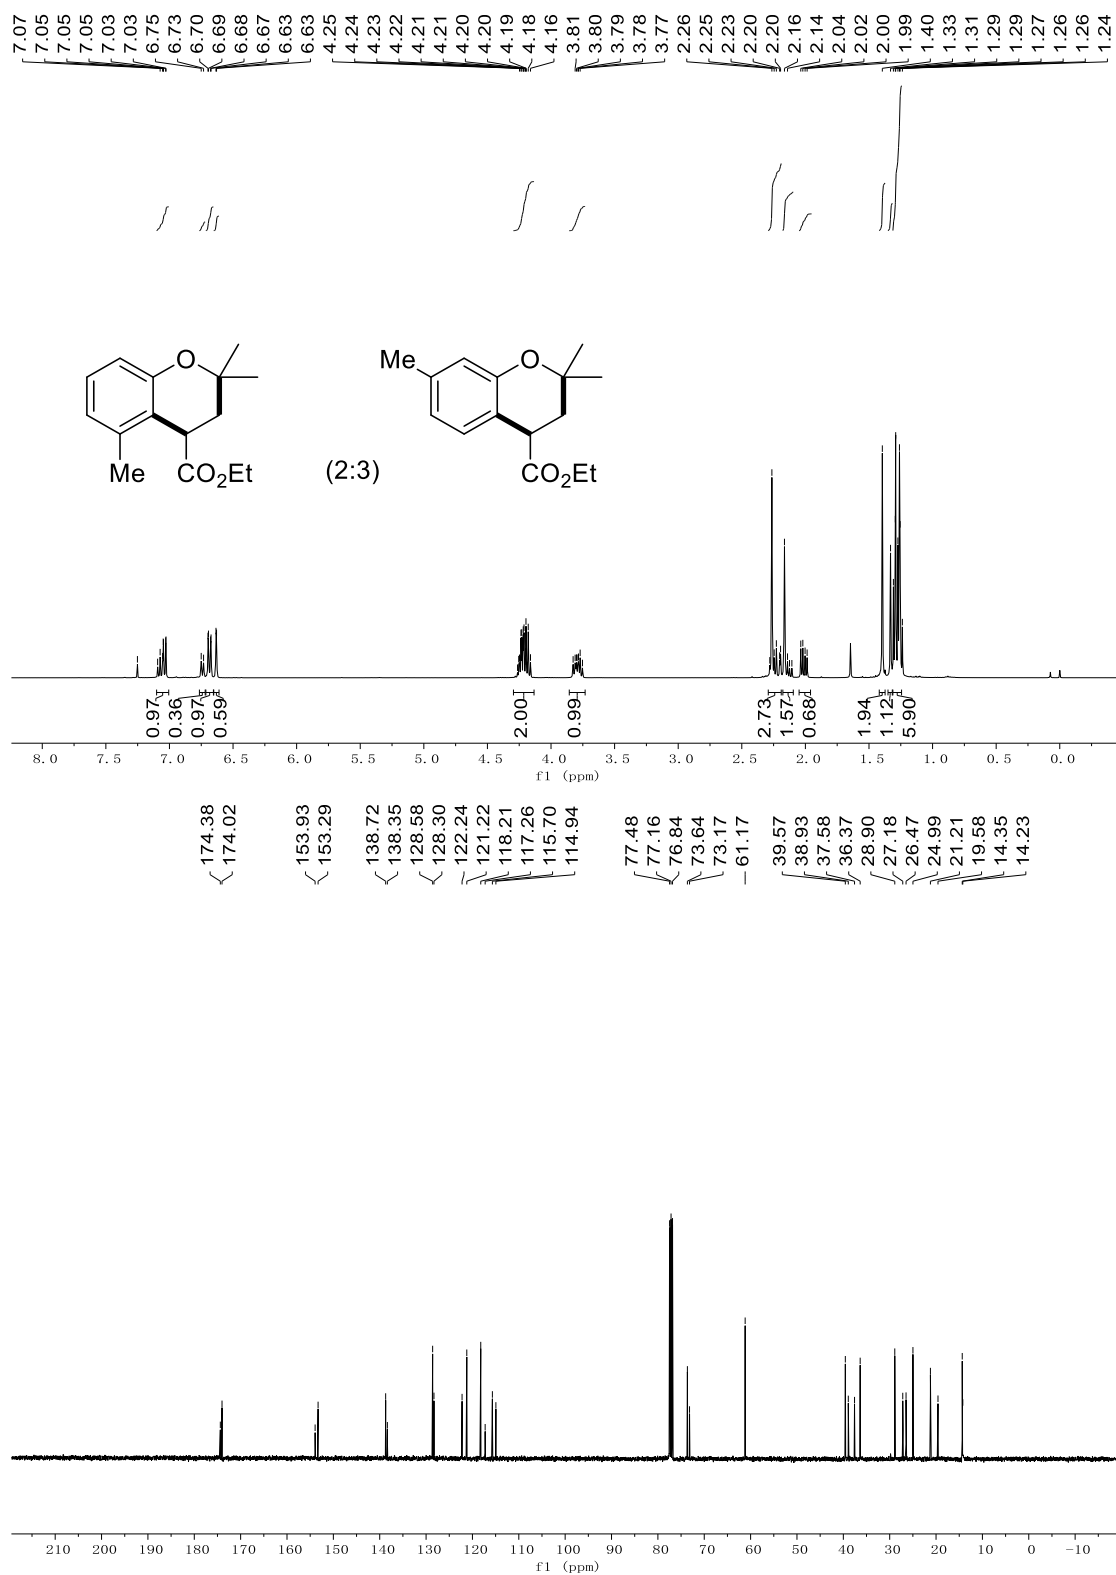 7.07 7.05 7.05 7.05 7.03 7.03 6.75 6.73 6.70 6.69 6.68 6.67 6.63 6.63 4.25 4.24 4.23 4.22 4.21 4.21 4.20 4.20 4.19 4.18 4.16 3.81 3.80 3.79 3.78 3.77 2.26 2.25 2.23 2.20 2.20 2.16 2.14 2.04 2.02 2.00 1.99 1.40 1.33 1.31 1.29 1.29 1.27 1.26 1.26 1.24
O
Me CO2Et
(2:3)
Me O
CO2Et
0.97 0.36 0.97 0.59 2.00 0.99 2.73 1.57 0.68 1.94 1.12 5.90
8.0 7.5 7.0 6.5 6.0 5.5 5.0 4.5 4.0 3.5 3.0 2.5 2.0 1.5 1.0 0.5 0.0
f1 (ppm)
174.38 174.02 153.93 153.29 138.72 138.35 128.58 128.30 122.24 121.22 118.21 117.26 115.70 114.94 77.48 77.16 76.84 73.64 73.17 61.17 39.57 38.93 37.58 36.37 28.90 27.18 26.47 24.99 21.21 19.58 14.35 14.23
210 200 190 180 170 160 150 140 130 120 110 100 90 80 70 60 50 40 30 20 10 0 -10
f1 (ppm)